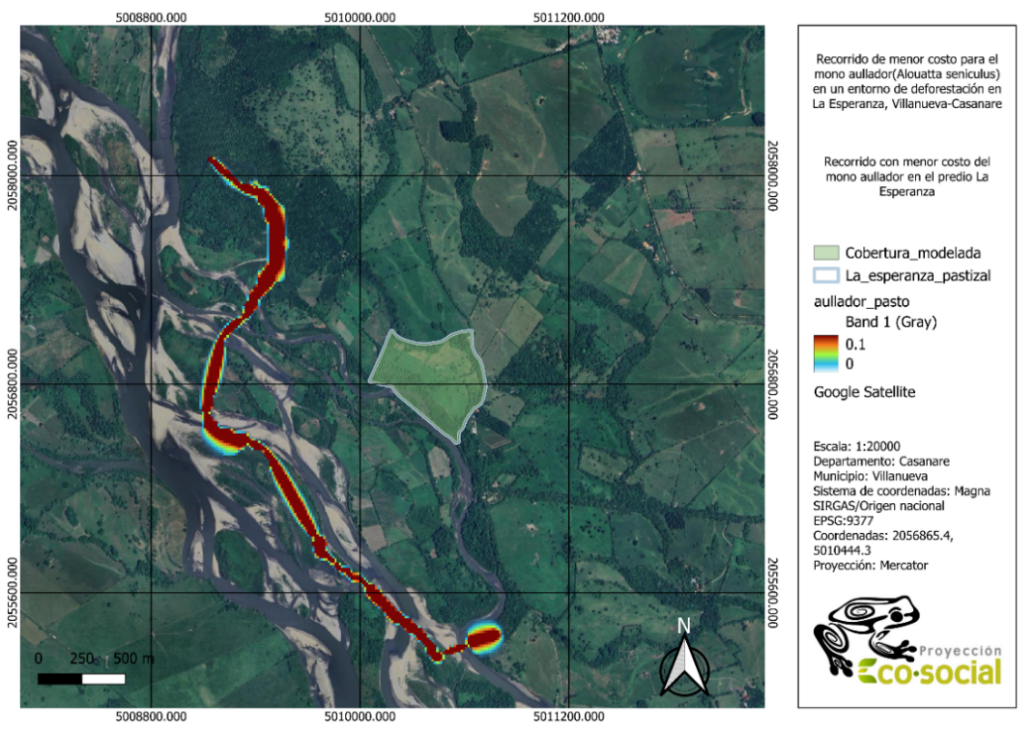 5008800.000
5010000.000
5011200.000
2058000.000
2056800.000
2055600.000
2058000.000
2056800.000
2055600.000
0
250
500 m
N
5008800.000
5010000.000
5011200.000
Recorrido de menor costo para el
mono aullador(Alouatta seniculus)
en un entorno de deforestación en
La Esperanza, Villanueva-Casanare
Recorrido con menor costo del
mono aullador en el predio La
Esperanza
Cobertura_modelada
La_esperanza_pastizal
aullador_pasto
Band 1 (Gray)
0.1
0
Google Satellite
Escala: 1:20000
Departamento: Casanare
Municipio: Villanueva
Sistema de coordenadas: Magna
SIRGAS/Origen nacional
EPSG:9377
Coordenadas: 2056865.4,
5010444.3
Proyección: Mercator
Proyección
Eco·social